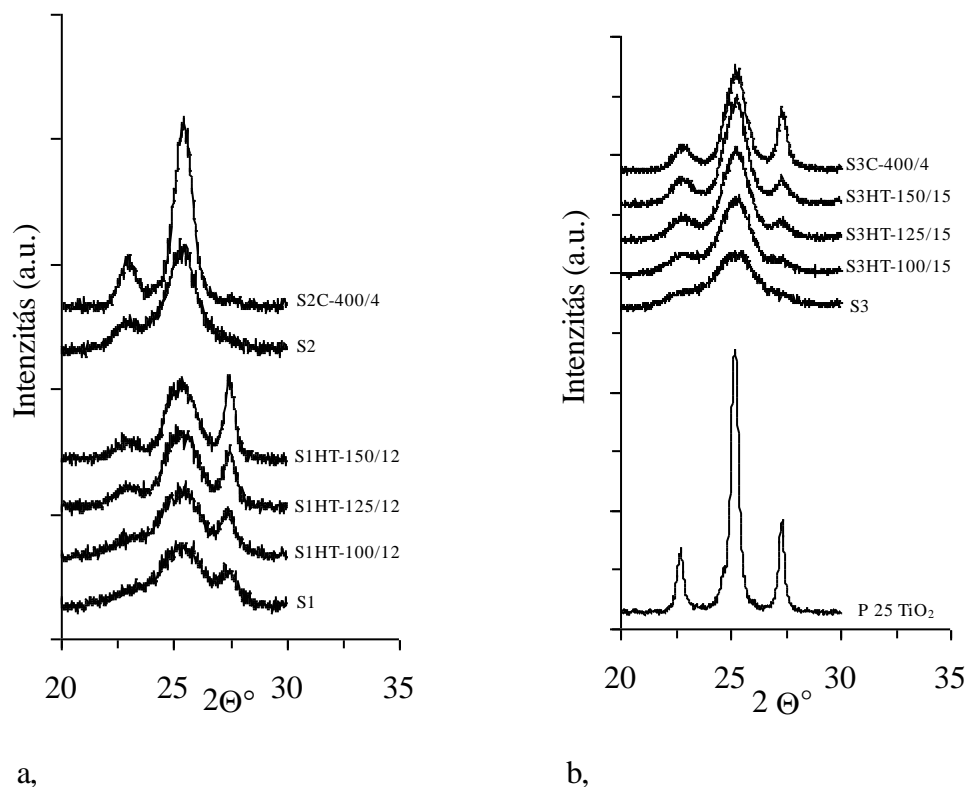 Intenzitás (a.u.)
S2C-400/4
S2
S1HT-150/12
S1HT-125/12
S1HT-100/12
S1
20 25 30 35
2Θ°
a,
Intenzitás (a.u.)
S3C-400/4
S3HT-150/15
S3HT-125/15
S3HT-100/15
S3
P 25 TiO₂
20 25 30 35
2 Θ°
b,